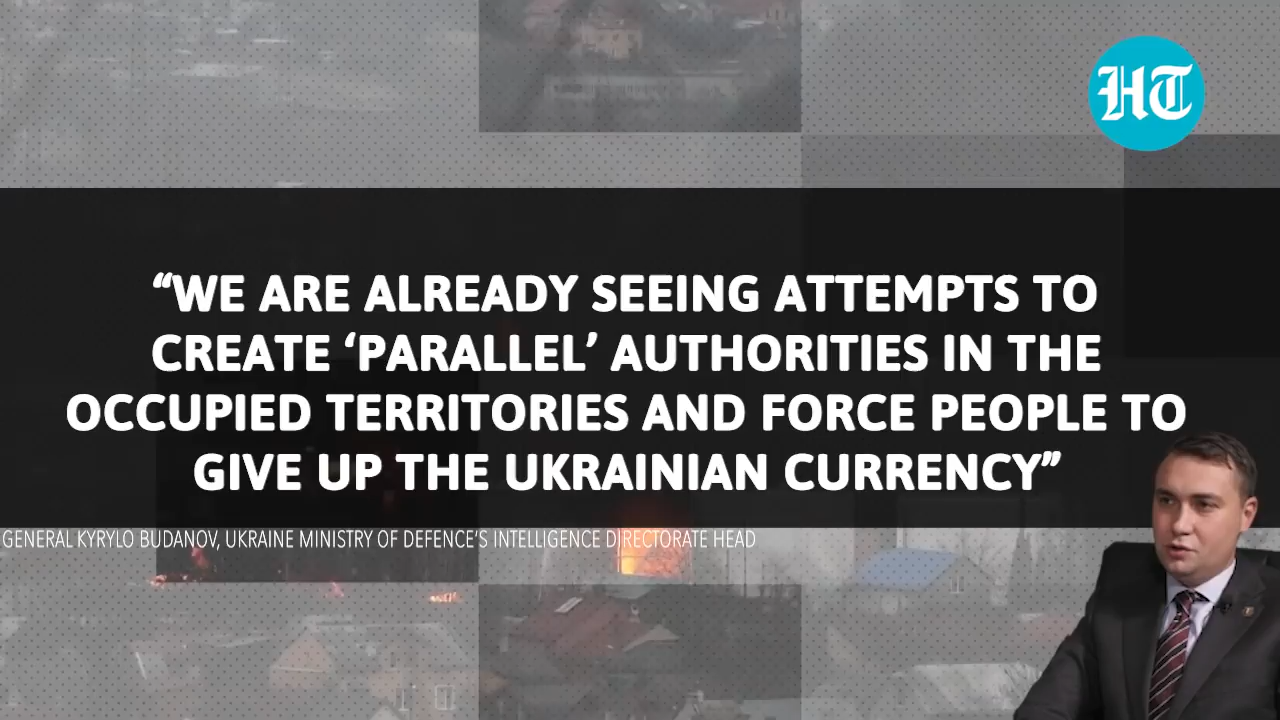 HT
“WE ARE ALREADY SEEING ATTEMPTS TO
CREATE ‘PARALLEL’ AUTHORITIES IN THE
OCCUPIED TERRITORIES AND FORCE PEOPLE TO
GIVE UP THE UKRAINIAN CURRENCY”
GENERAL KYRYLO BUDANOV, UKRAINE MINISTRY OF DEFENCE’S INTELLIGENCE DIRECTORATE HEAD